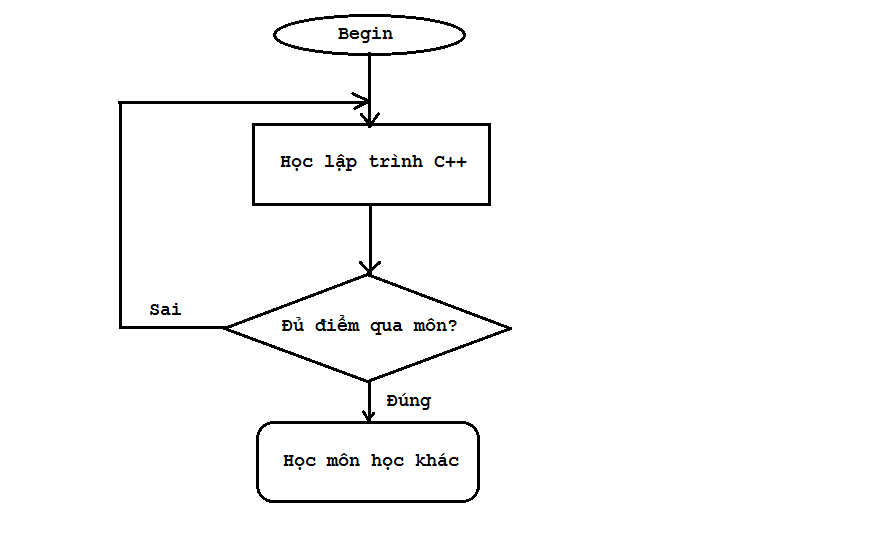 Begin
Học lập trình C++
Sai
Đủ điểm qua môn?
Đúng
Học môn học khác